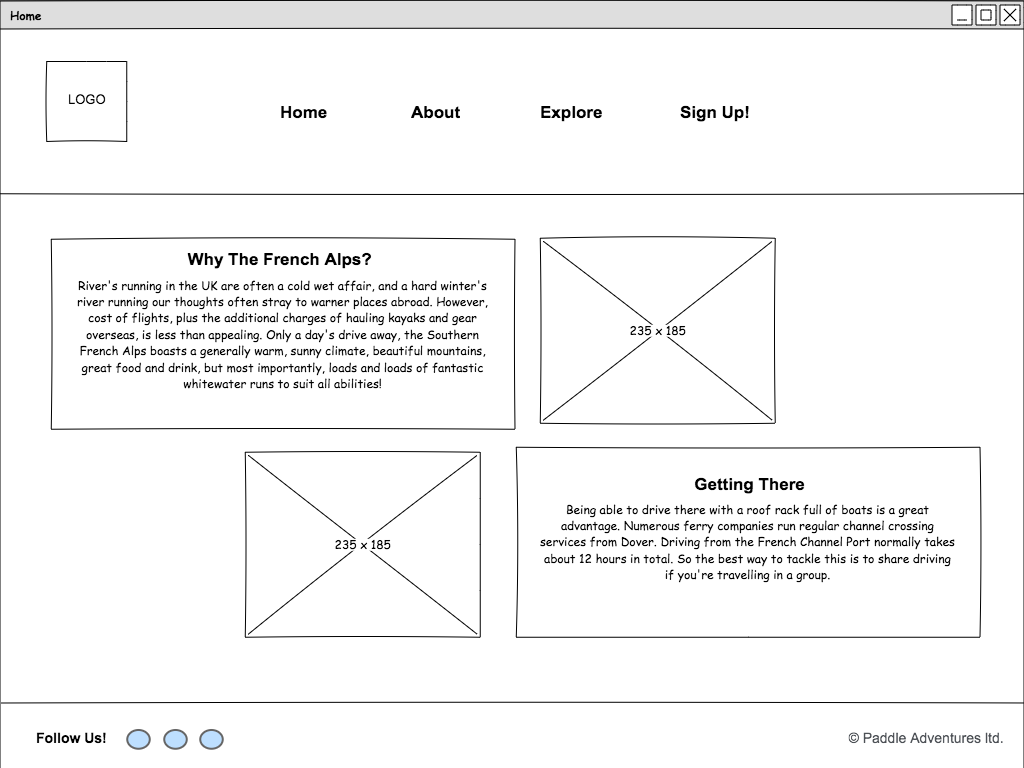 Home
LOGO
Home About Explore Sign Up!
Why The French Alps?
River's running in the UK are often a cold wet affair, and a hard winter's
river running our thoughts often stray to warner places abroad. However,
cost of flights, plus the additional charges of hauling kayaks and gear
overseas, is less than appealing. Only a day's drive away, the Southern
French Alps boasts a generally warm, sunny climate, beautiful mountains,
great food and drink, but most importantly, loads and loads of fantastic
whitewater runs to suit all abilities!
235 x 185
235 x 185
Getting There
Being able to drive there with a roof rack full of boats is a great
advantage. Numerous ferry companies run regular channel crossing
services from Dover. Driving from the French Channel Port normally takes
about 12 hours in total. So the best way to tackle this is to share driving
if you're travelling in a group.
Follow Us!
© Paddle Adventures ltd.